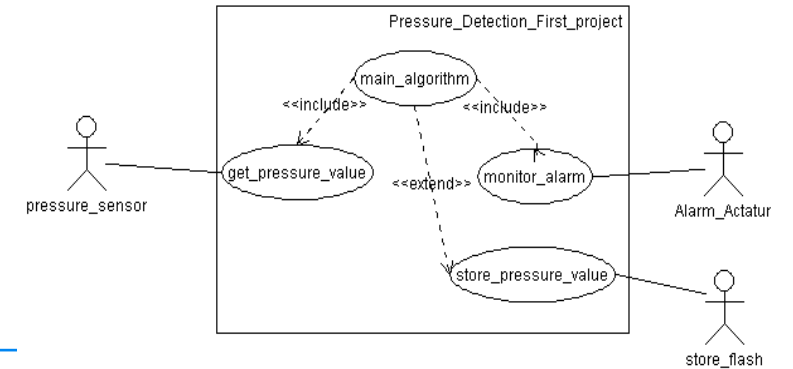 Pressure_Detection_First_project
main_algorithm
<<include>>
<<include>>
get_pressure_value
<<extend>>
monitor_alarm
pressure_sensor
Alarm_Actatur
store_pressure_value
store_flash